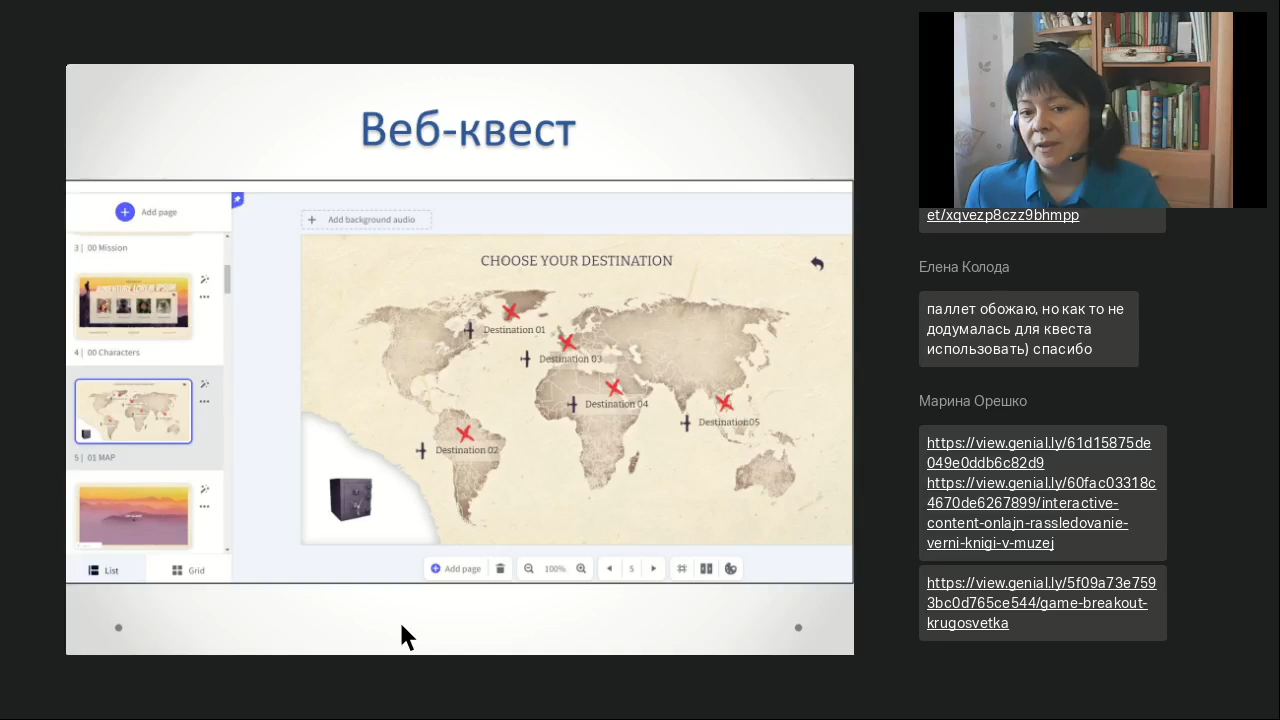 Веб-квест
Add page
3 | 00 Mission
4 | 00 Characters
5 | 01 MAP
List
Grid
Add background audio
CHOOSE YOUR DESTINATION
Destination 01
Destination 03
Destination 04
Destination05
Destination 02
Add page
100%
5
et/xqvezp8czz9bhmpp
Елена Колода
паллет обожаю, но как то не
додумалась для квеста
использовать) спасибо
Марина Орешко
https://view.genial.ly/61d15875de
049e0ddb6c82d9
https://view.genial.ly/60fac03318c
4670de6267899/interactive-
content-onlajn-rassledovanie-
verni-knigi-v-muzej
https://view.genial.ly/5f09a73e759
3bc0d765ce544/game-breakout-
krugosvetka